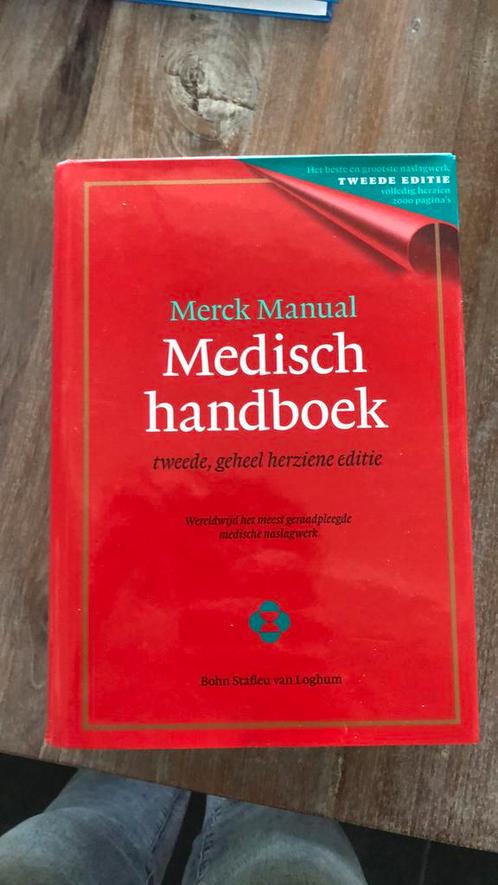 Het beste en grootste naslagwerk
TWEEDE EDITIE
volledig herzien
2000 pagina's
Merck Manual
Medisch
handboek
tweede, geheel herziene editie
Wereldwijd het meest geraadpleegde
medische naslagwerk
Bohn Stafleu van Loghum